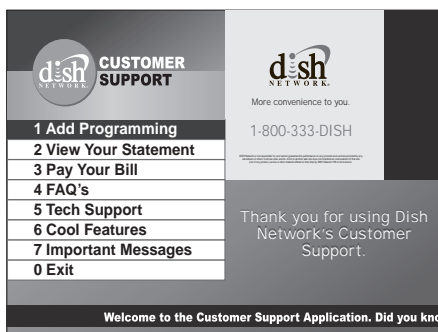 dish
NETWORK.
CUSTOMER
SUPPORT
1 Add Programming
2 View Your Statement
3 Pay Your Bill
4 FAQ's
5 Tech Support
6 Cool Features
7 Important Messages
0 Exit
dish
NETWORK.
More convenience to you.
1-800-333-DISH
Thank you for using Dish
Network's Customer
Support.
Welcome to the Customer Support Application. Did you kno